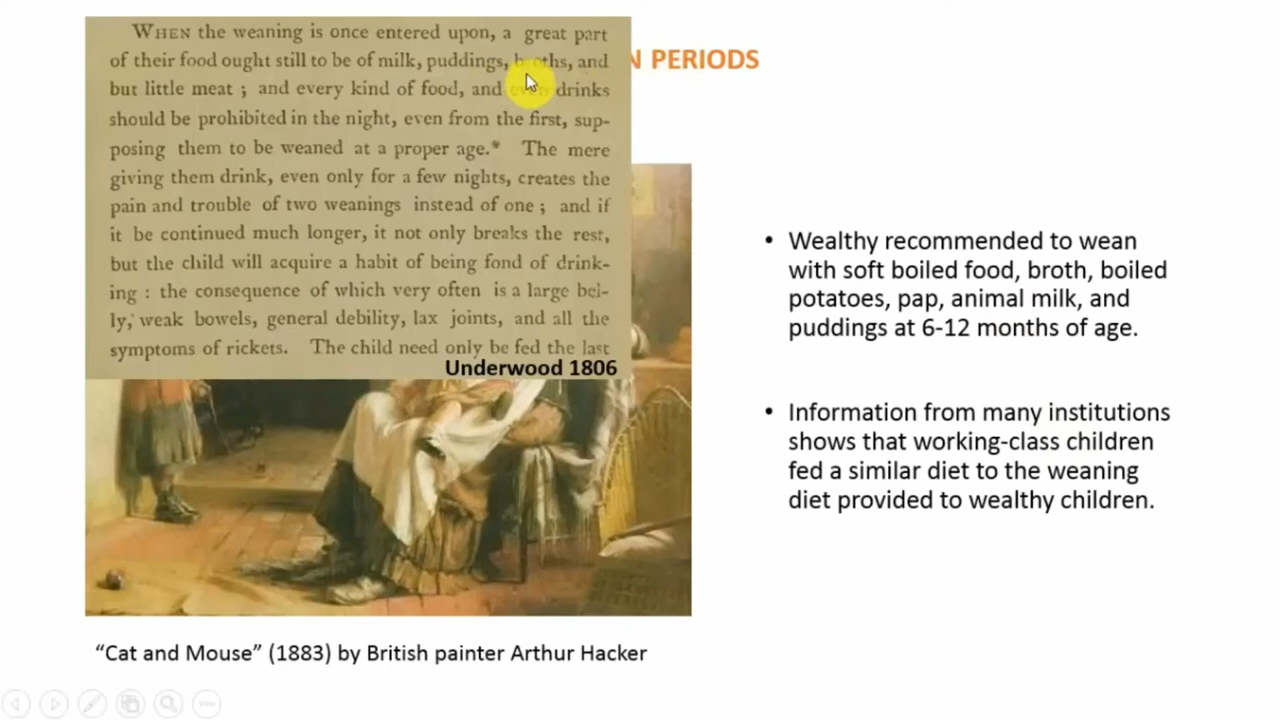 WHEN the weaning is once entered upon, a great part
of their food ought still to be of milk, puddings, broths, and
but little meat ; and every kind of food, and even drinks
should be prohibited in the night, even from the first, sup-
posing them to be weaned at a proper age.* The mere
giving them drink, even only for a few nights, creates the
pain and trouble of two weanings instead of one ; and if
it be continued much longer, it not only breaks the rest,
but the child will acquire a habit of being fond of drink-
ing : the consequence of which very often is a large bel-
ly, weak bowels, general debility, lax joints, and all the
symptoms of rickets. The child need only be fed the last
Underwood 1806
N PERIODS
• Wealthy recommended to wean
with soft boiled food, broth, boiled
potatoes, pap, animal milk, and
puddings at 6-12 months of age.
• Information from many institutions
shows that working-class children
fed a similar diet to the weaning
diet provided to wealthy children.
“Cat and Mouse” (1883) by British painter Arthur Hacker